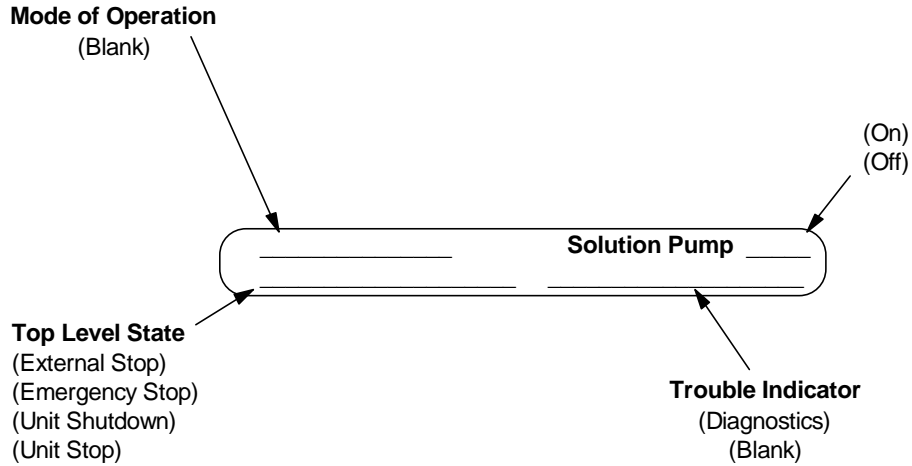 Mode of Operation
(Blank)
(On)
(Off)
Solution Pump
Top Level State
(External Stop)
(Emergency Stop)
(Unit Shutdown)
(Unit Stop)
Trouble Indicator
(Diagnostics)
(Blank)